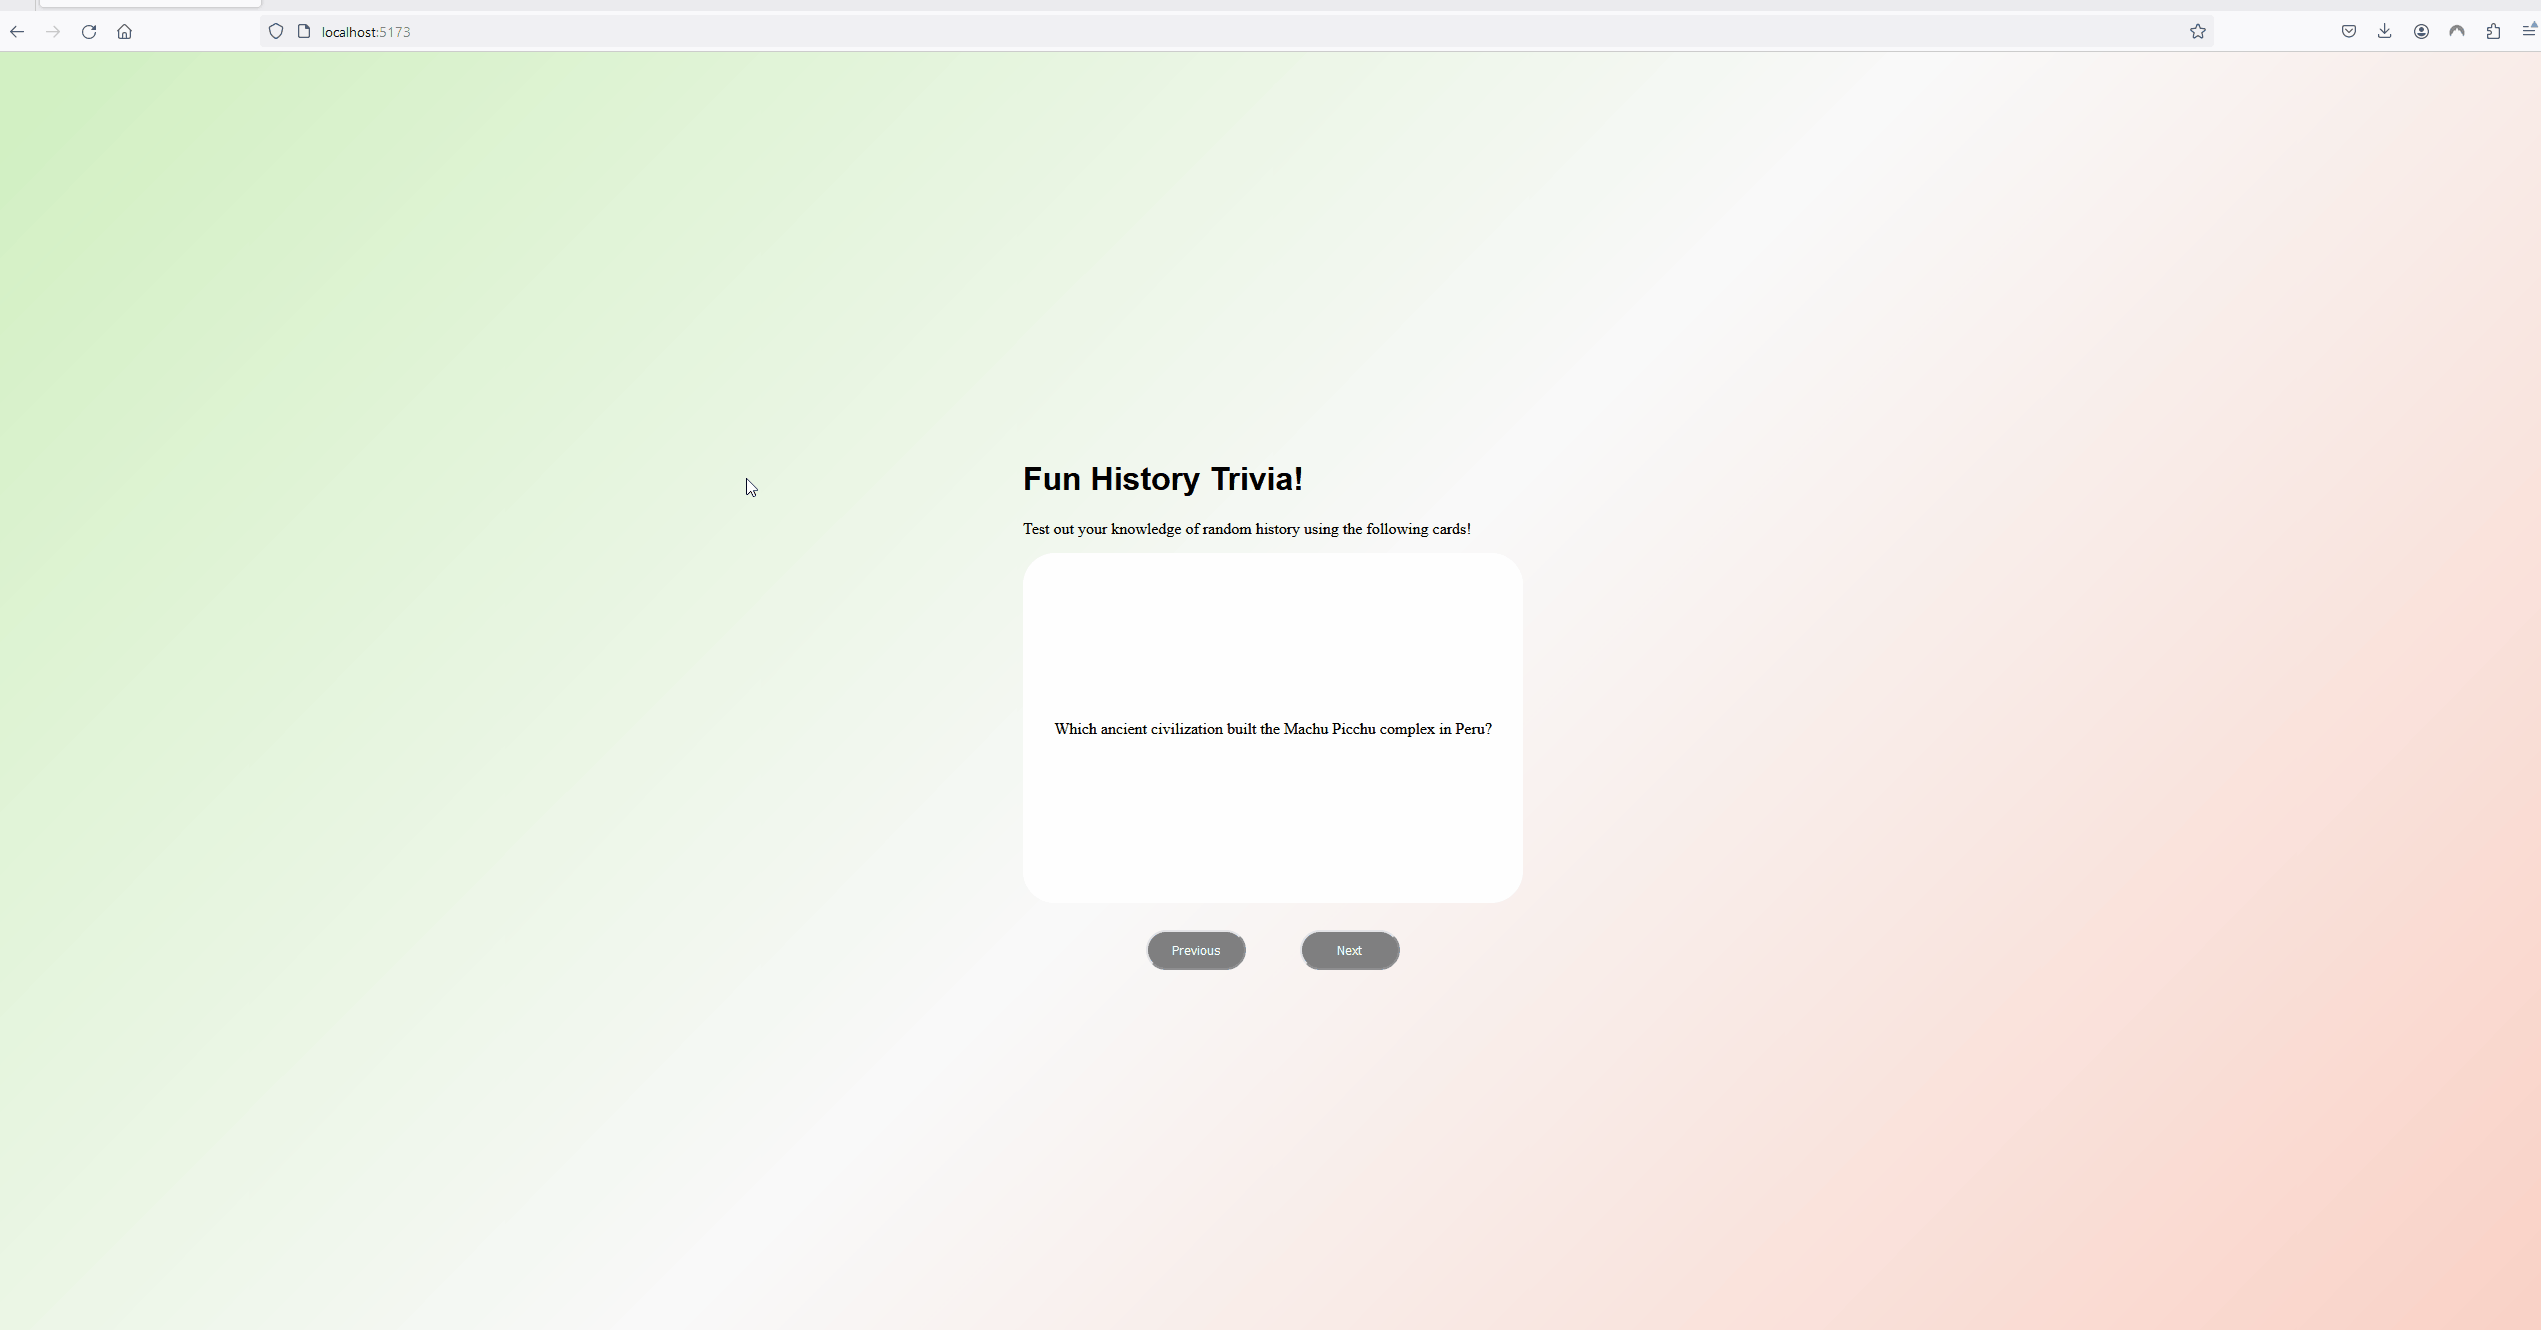 localhost:5173
Fun History Trivia!
Test out your knowledge of random history using the following cards!
Which ancient civilization built the Machu Picchu complex in Peru?
Previous Next